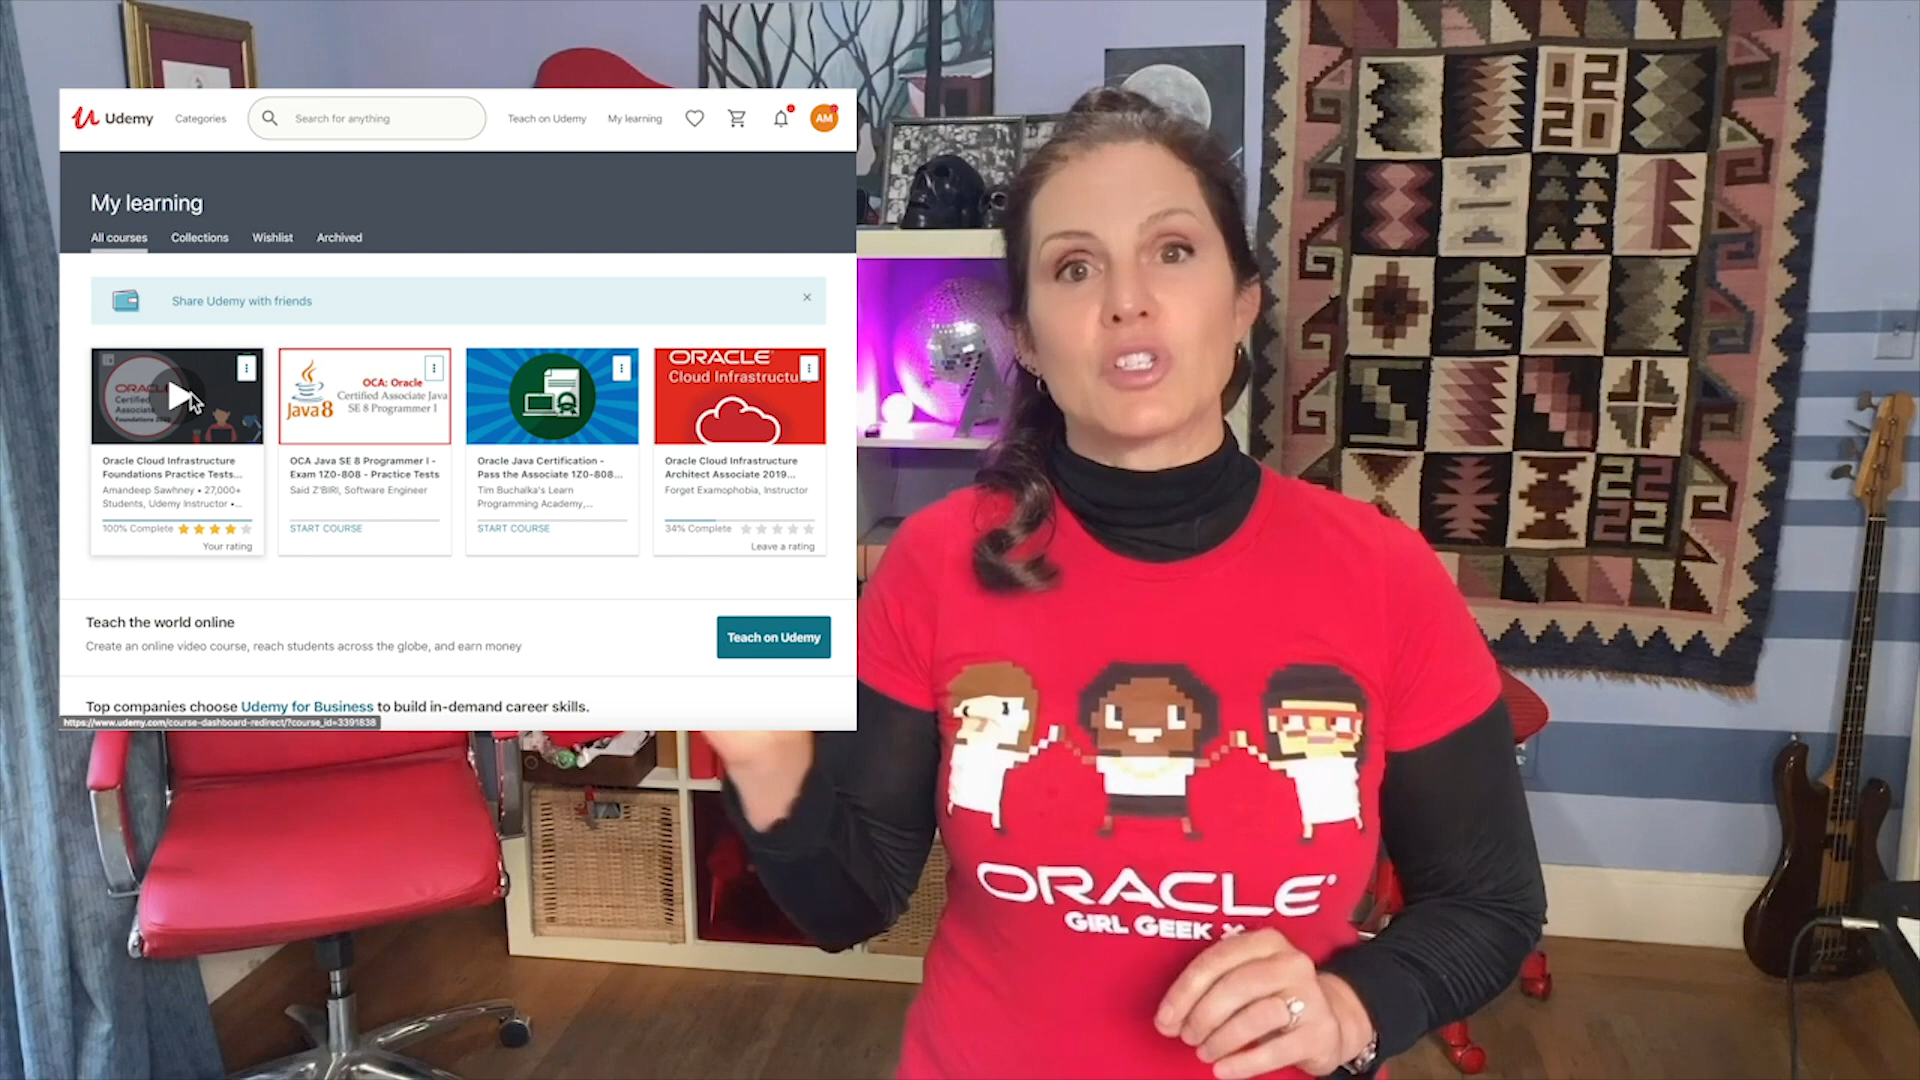 Udemy
Categories
Search for anything
Teach on Udemy
My learning
AM
My learning
All courses
Collections
Wishlist
Archived
Share Udemy with friends
ORACLE
Certified
Associate
Foundations
Oracle Cloud Infrastructure
Foundations Practice Tests...
Amandeep Sawhney • 27,000+
Students, Udemy Instructor •...
100% Complete
Your rating
Java8
OCA: Oracle
Certified Associate Java
SE 8 Programmer I
OCA Java SE 8 Programmer I -
Exam 1Z0-808 - Practice Tests
Said Z'BIRI, Software Engineer
START COURSE
Oracle Java Certification -
Pass the Associate 1Z0-808...
Tim Buchalka's Learn
Programming Academy,...
START COURSE
ORACLE
Cloud Infrastructu
Oracle Cloud Infrastructure
Architect Associate 2019...
Forget Examophobia, Instructor
34% Complete
Leave a rating
Teach the world online
Create an online video course, reach students across the globe, and earn money
Teach on Udemy
Top companies choose Udemy for Business to build in-demand career skills.
https://www.udemy.com/course-dashboard-redirect/?course_id=3391838
ORACLE
GIRL GEEK X